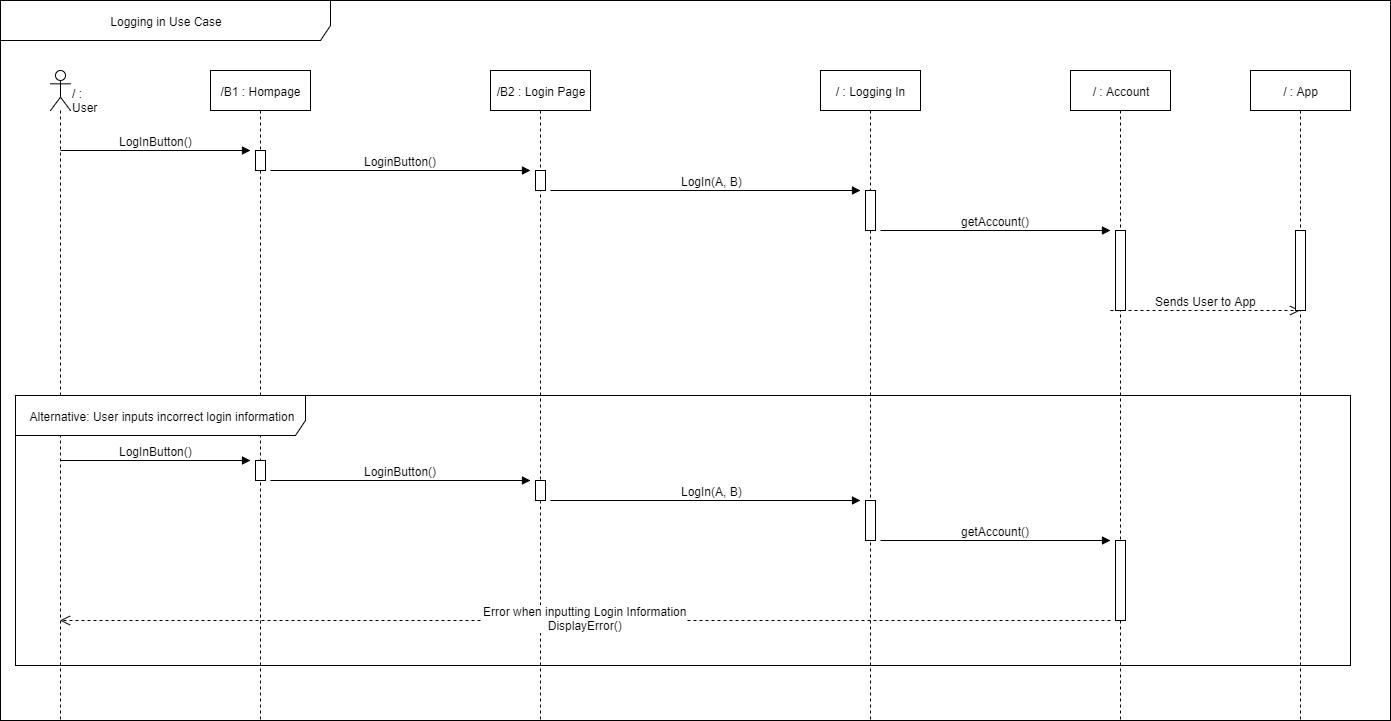 Logging in Use Case
/ :
User
/B1 : Hompage
/B2 : Login Page
/ : Logging In
/ : Account
/ : App
LogInButton()
LoginButton()
LogIn(A, B)
getAccount()
Sends User to App
Alternative: User inputs incorrect login information
LogInButton()
LoginButton()
LogIn(A, B)
getAccount()
Error when inputting Login Information
DisplayError()